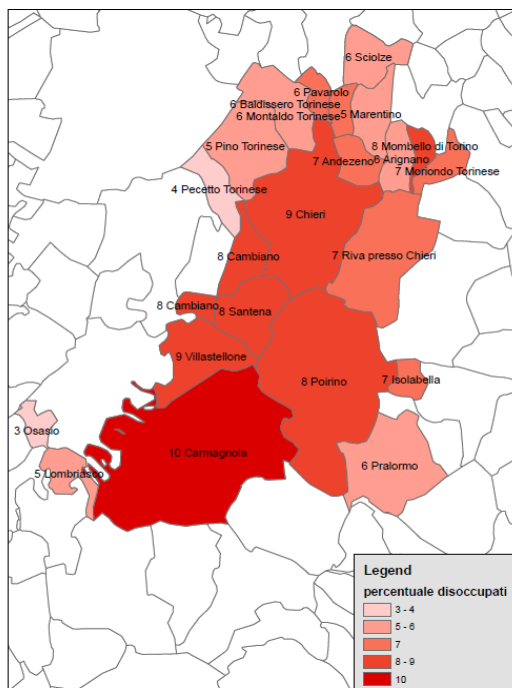 6 Sciolze
6 Pavarolo
6 Baldissero Torinese
5 Marentino
6 Montaldo Torinese
5 Pino Torinese
8 Mombello di Torino
7 Andezeno
6 Arignano
7 Moriondo Torinese
4 Pecetto Torinese
9 Chieri
8 Cambiano
7 Riva presso Chieri
8 Cambiano
8 Santena
9 Villastellone
8 Poirino
7 Isolabella
3 Osasio
10 Carmagnola
5 Lombriasco
6 Pralormo
Legend
percentuale disoccupati
3 - 4
5 - 6
7
8 - 9
10